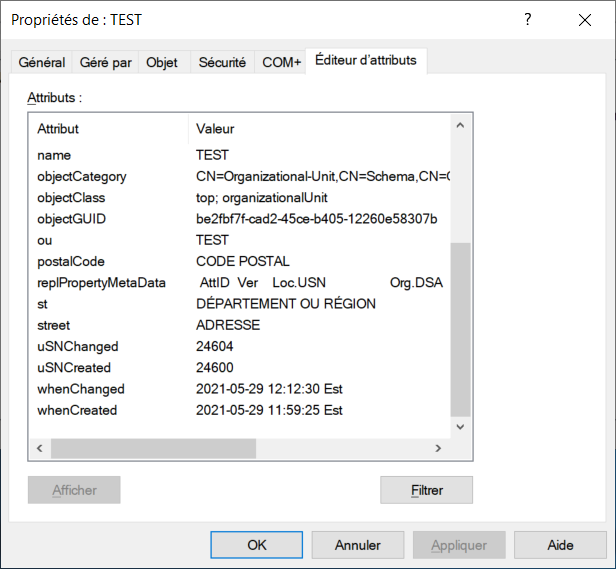 Propriétés de : TEST
Général Géré par Objet Sécurité COM+ Éditeur d'attributs
Attributs :
Attribut Valeur
name TEST
objectCategory CN=Organizational-Unit,CN=Schema,CN=C
objectClass top; organizationalUnit
objectGUID be2fbf7f-cad2-45ce-b405-12260e58307b
ou TEST
postalCode CODE POSTAL
replPropertyMetaData AttID Ver Loc.USN Org.DSA
st DÉPARTEMENT OU RÉGION
street ADRESSE
uSNChanged 24604
uSNCreated 24600
whenChanged 2021-05-29 12:12:30 Est
whenCreated 2021-05-29 11:59:25 Est
Afficher Filtrer
OK Annuler Appliquer Aide